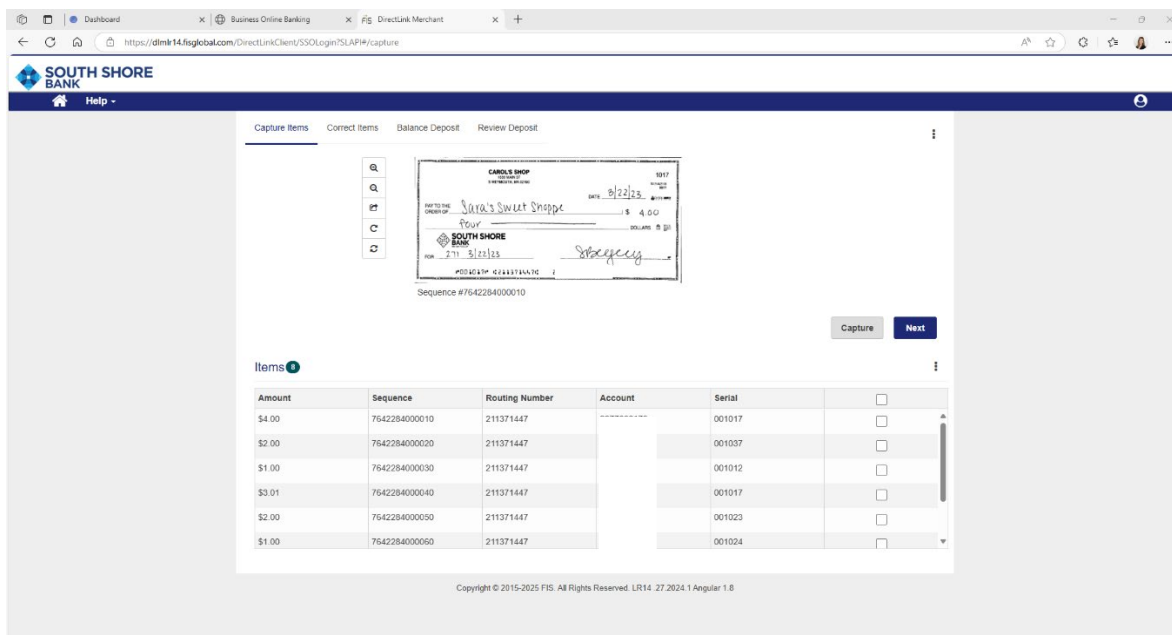 Dashboard
Business Online Banking
FIS DirectLink Merchant
https://dlmlr14.fisglobal.com/DirectLinkClient/SSOLogin?SLAPI#/capture
SOUTH SHORE
BANK
Help
Capture Items Correct Items Balance Deposit Review Deposit
CAROL'S SHOP
1017
DATE 3/22/23
PAY TO THE
ORDER OF Sara's Sweet Shoppe $ 4.00
four DOLLARS
SOUTH SHORE
BANK
FOR 271 3/22/23
Sequence #7642284000010
Capture Next
Items 8
Amount Sequence Routing Number Account Serial
$4.00 7642284000010 211371447 001017
$2.00 7642284000020 211371447 001037
$1.00 7642284000030 211371447 001012
$3.01 7642284000040 211371447 001017
$2.00 7642284000050 211371447 001023
$1.00 7642284000060 211371447 001024
Copyright © 2015-2025 FIS. All Rights Reserved. LR14 .27.2024.1 Angular 1.8